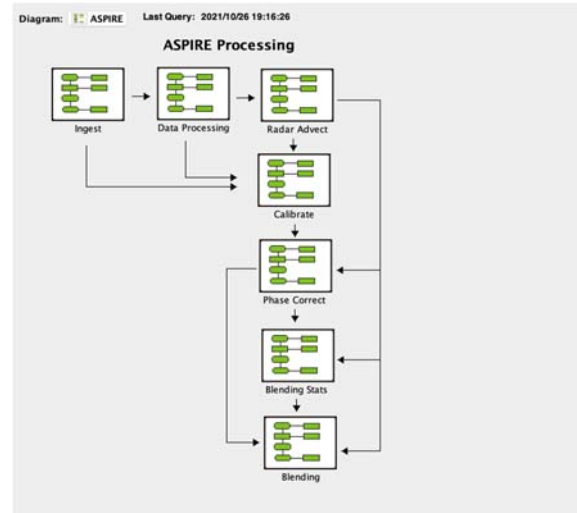 Diagram: ASPIRE Last Query: 2021/10/26 19:16:26
ASPIRE Processing
Ingest
Data Processing
Radar Advect
Calibrate
Phase Correct
Blending Stats
Blending